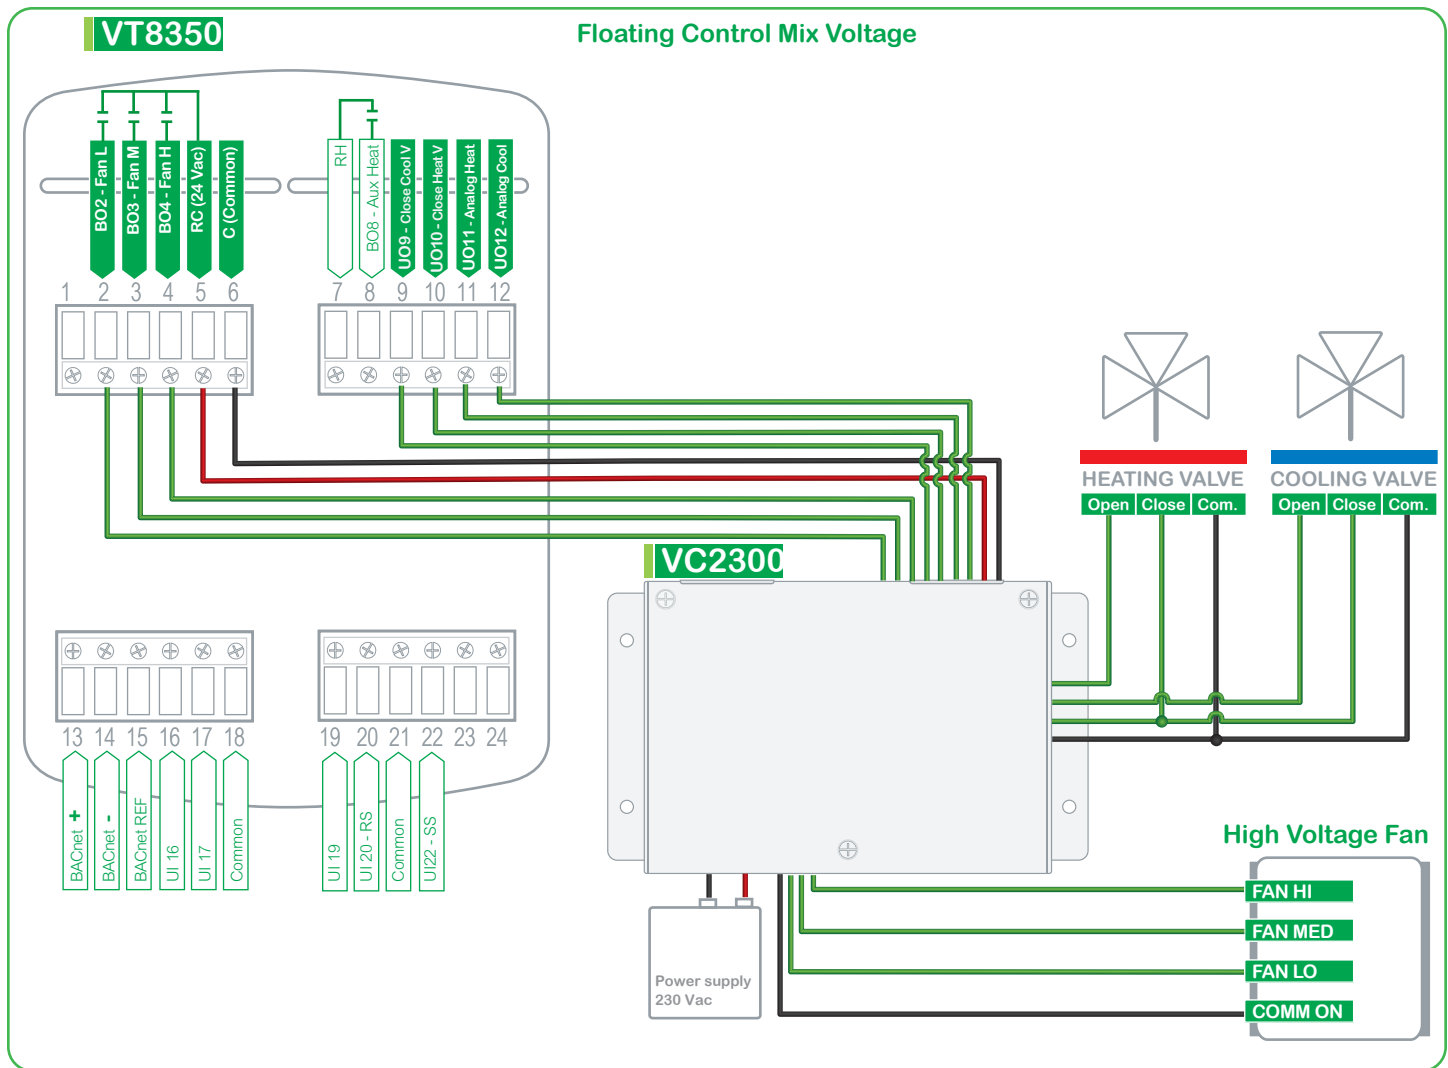 VT8350
Floating Control Mix Voltage
BO2 - Fan L
BO3 - Fan M
BO4 - Fan H
RC (24 Vac)
C (Common)
RH
BO8 - Aux Heat
UO9 - Close Cool V
UO10 - Close Heat V
UO11 - Analog Heat
UO12 - Analog Cool
1 2 3 4 5 6
7 8 9 10 11 12
HEATING VALVE
Open Close Com.
COOLING VALVE
Open Close Com.
VC2300
13 14 15 16 17 18
19 20 21 22 23 24
BACnet +
BACnet -
BACnet REF
UI 16
UI 17
Common
UI 19
UI 20 - RS
Common
UI22 - SS
High Voltage Fan
FAN HI
FAN MED
FAN LO
COMM ON
Power supply
230 Vac